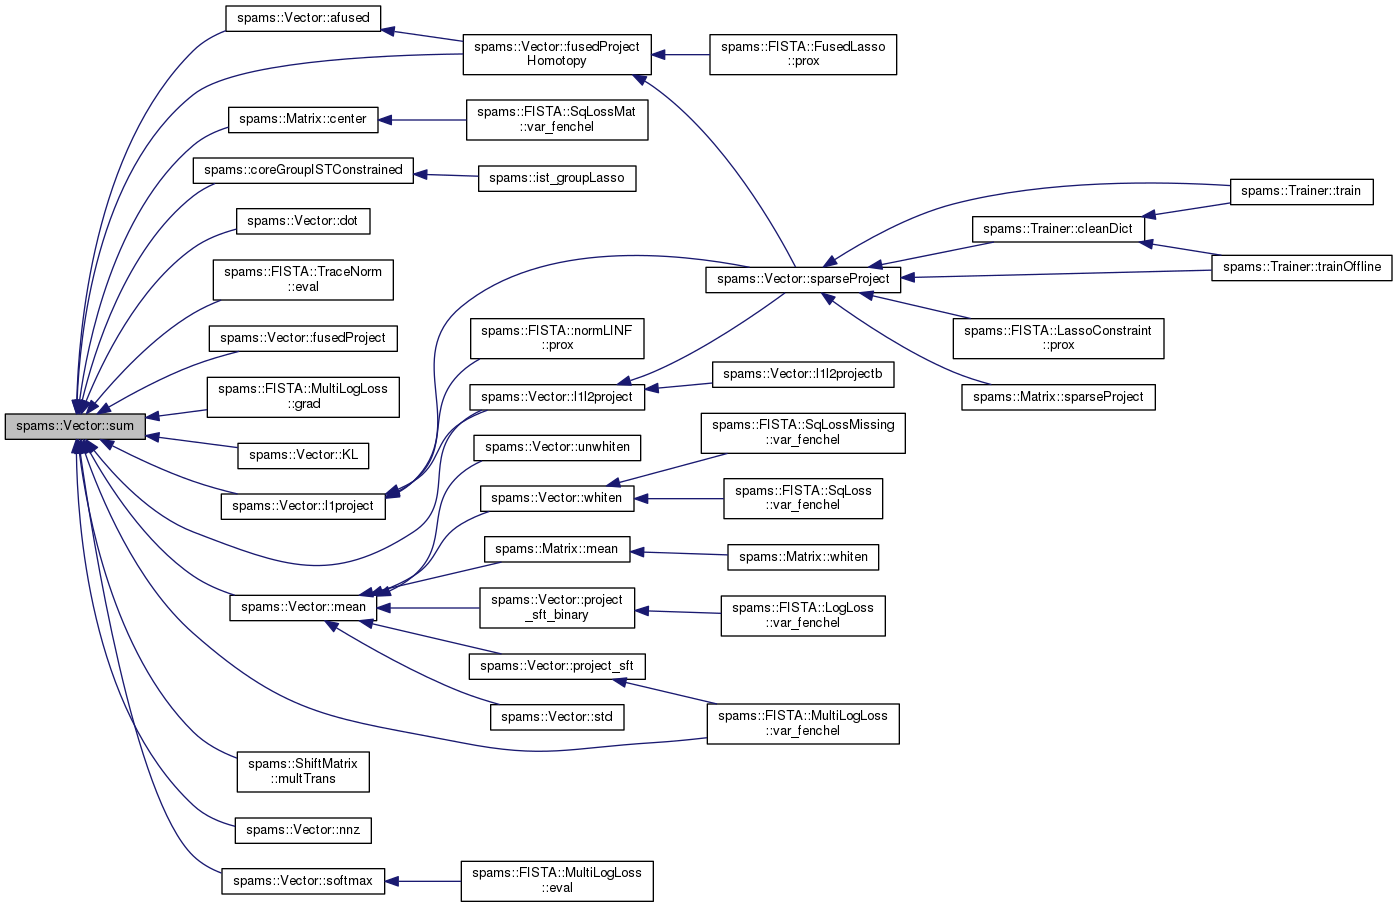 spams::Vector::sum
spams::Vector::afused
spams::Matrix::center
spams::coreGroupISTConstrained
spams::Vector::dot
spams::FISTA::TraceNorm
::eval
spams::Vector::fusedProject
spams::FISTA::MultiLogLoss
::grad
spams::Vector::KL
spams::Vector::l1project
spams::Vector::mean
spams::ShiftMatrix
::multTrans
spams::Vector::nnz
spams::Vector::softmax
spams::Vector::fusedProject
Homotopy
spams::FISTA::SqLossMat
::var_fenchel
spams::ist_groupLasso
spams::FISTA::normLINF
::prox
spams::Vector::l1l2project
spams::Vector::unwhiten
spams::Vector::whiten
spams::Matrix::mean
spams::Vector::project
_sft_binary
spams::Vector::project_sft
spams::Vector::std
spams::FISTA::MultiLogLoss
::eval
spams::FISTA::FusedLasso
::prox
spams::Vector::sparseProject
spams::Vector::l1l2projectb
spams::FISTA::SqLossMissing
::var_fenchel
spams::FISTA::SqLoss
::var_fenchel
spams::Matrix::whiten
spams::FISTA::LogLoss
::var_fenchel
spams::FISTA::MultiLogLoss
::var_fenchel
spams::Trainer::cleanDict
spams::FISTA::LassoConstraint
::prox
spams::Matrix::sparseProject
spams::Trainer::train
spams::Trainer::trainOffline